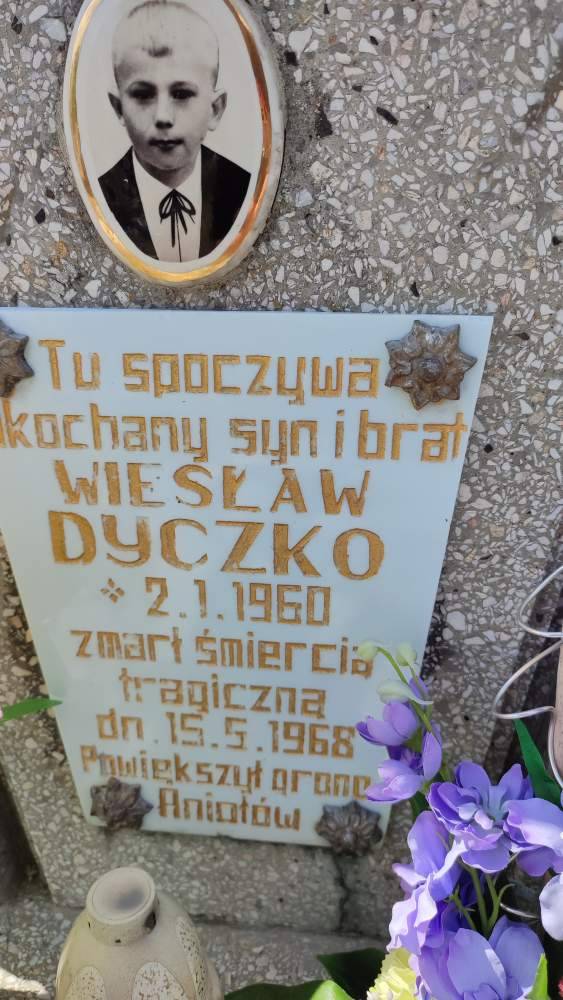 Tu spoczywa
ukochany syn i brat
WIESŁAW
DYCZKO
2.1.1960
zmarł śmiercią
tragiczną
dn. 15.5.1968
Powiększył grono
Aniołów